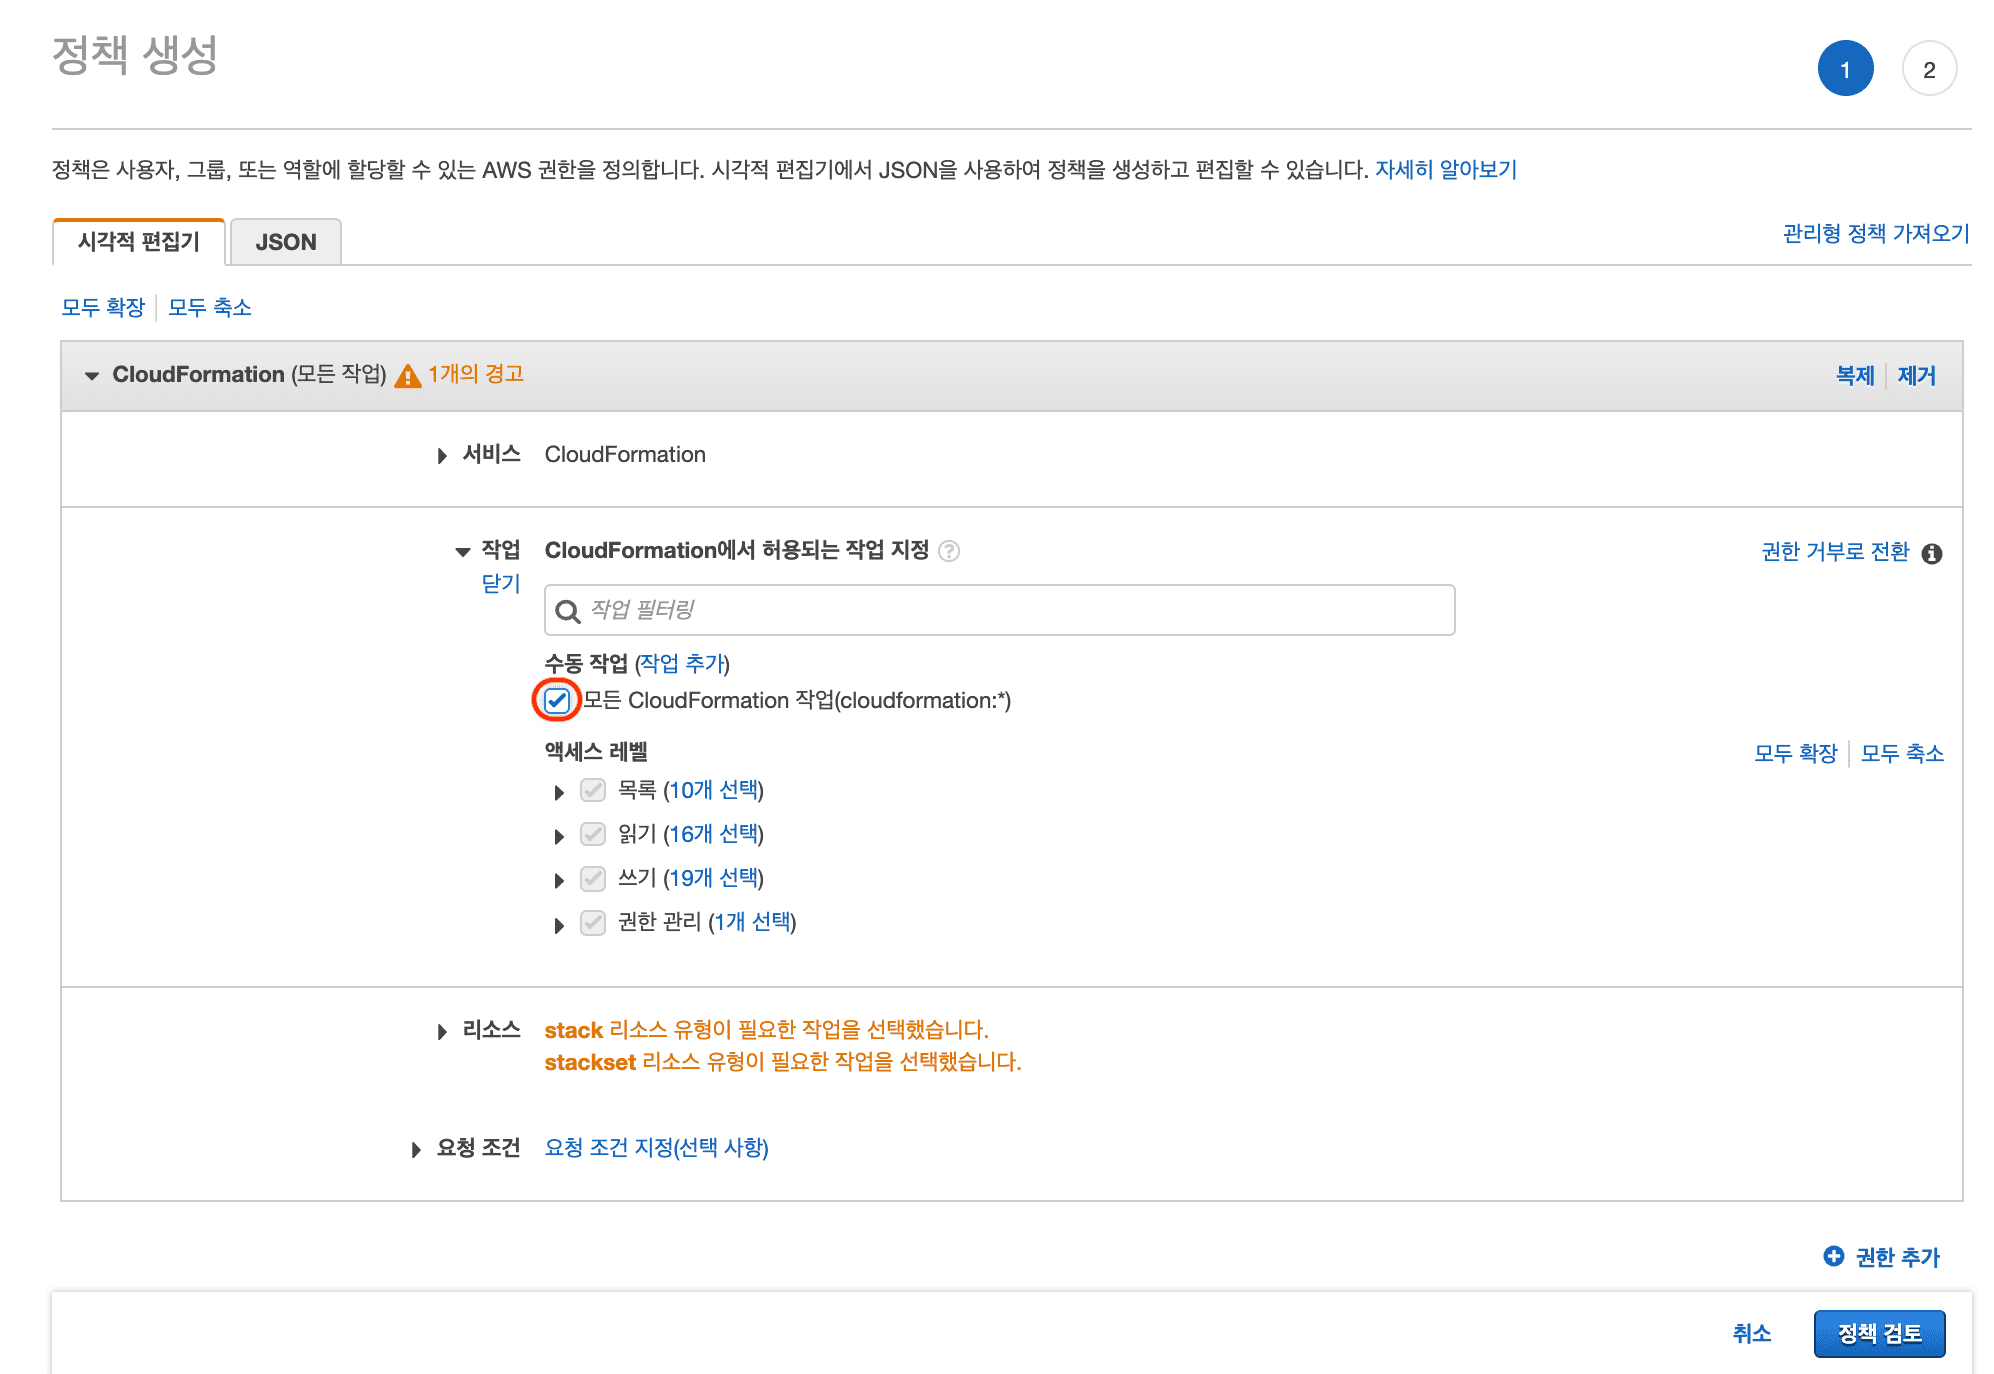 정책 생성
1
2
정책은 사용자, 그룹, 또는 역할에 할당할 수 있는 AWS 권한을 정의합니다. 시각적 편집기에서 JSON을 사용하여 정책을 생성하고 편집할 수 있습니다. 자세히 알아보기
시각적 편집기
JSON
관리형 정책 가져오기
모두 확장
모두 축소
CloudFormation (모든 작업) 1개의 경고
복제
제거
서비스
CloudFormation
작업
CloudFormation에서 허용되는 작업 지정 ?
권한 거부로 전환
닫기
작업 필터링
수동 작업 (작업 추가)
모든 CloudFormation 작업(cloudformation:*)
액세스 레벨
모두 확장
모두 축소
목록 (10개 선택)
읽기 (16개 선택)
쓰기 (19개 선택)
권한 관리 (1개 선택)
리소스
stack 리소스 유형이 필요한 작업을 선택했습니다.
stackset 리소스 유형이 필요한 작업을 선택했습니다.
요청 조건
요청 조건 지정(선택 사항)
권한 추가
취소
정책 검토